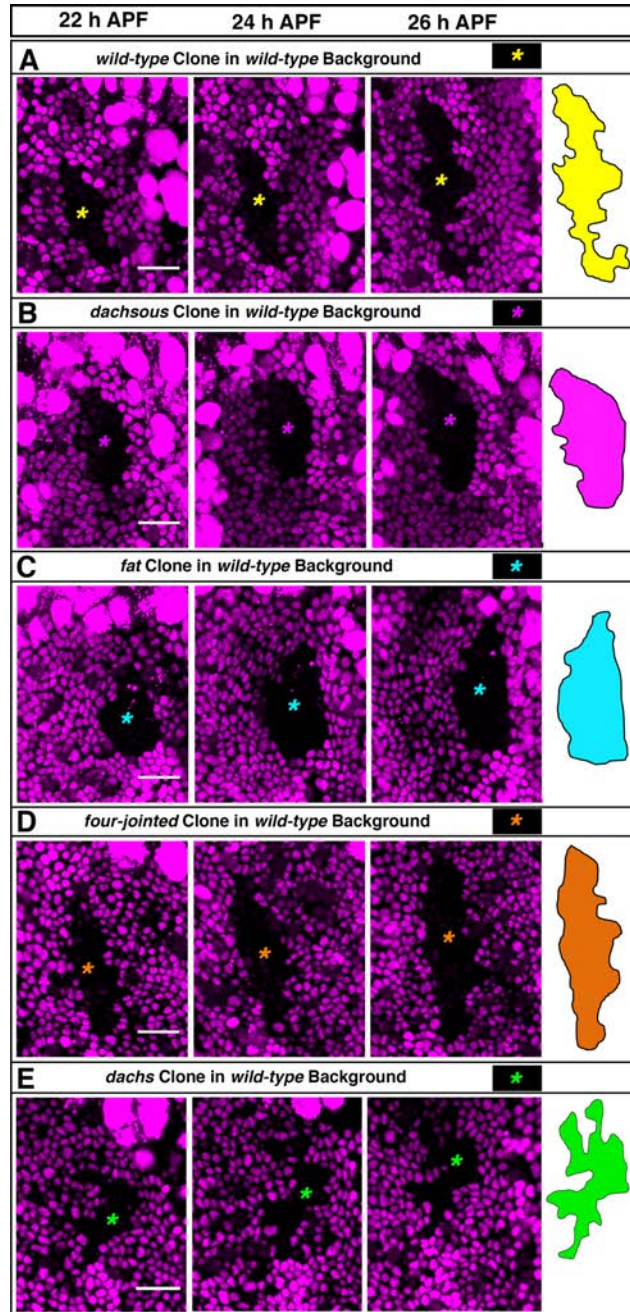 22 h APF 24 h APF 26 h APF
A wild-type Clone in wild-type Background *
*
*
*
B dachsous Clone in wild-type Background *
*
*
*
C fat Clone in wild-type Background *
*
*
*
D four-jointed Clone in wild-type Background *
*
*
*
E dachs Clone in wild-type Background *
*
*
*